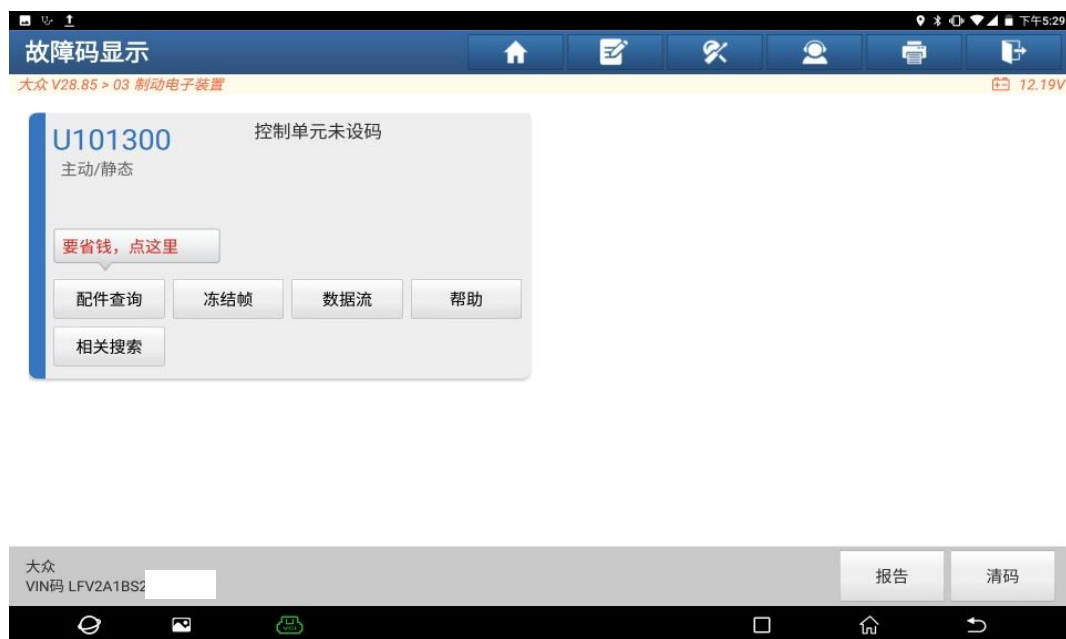 下午5:29
故障码显示
大众 V28.85 > 03 制动电子装置
12.19V
U101300
控制单元未设码
主动/静态
要省钱，点这里
配件查询
冻结帧
数据流
帮助
相关搜索
大众
VIN码 LFV2A1BS2
报告
清码
VCI